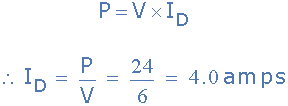 P = V × I_D
∴ I_D = P/V = 24/6 = 4.0 amps